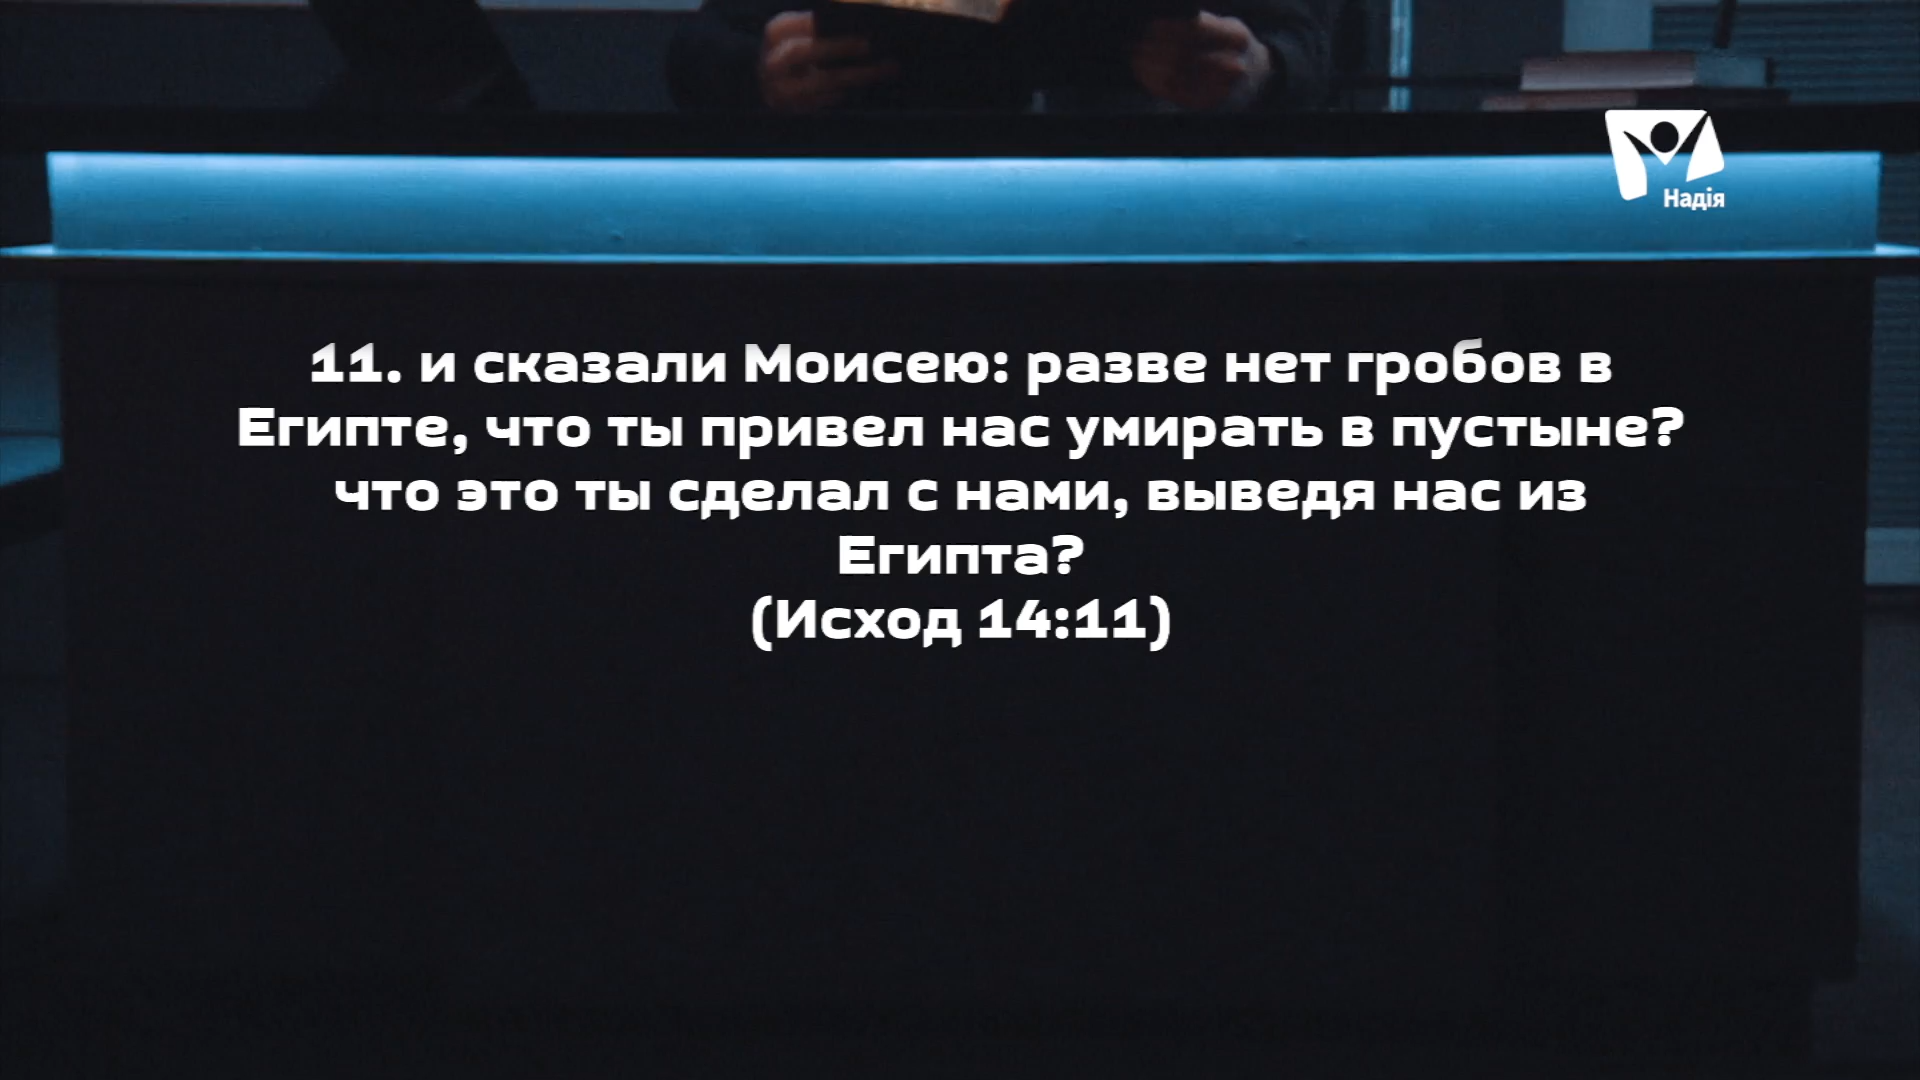 Надія
11. и сказали Моисею: разве нет гробов в
Египте, что ты привел нас умирать в пустыне?
что это ты сделал с нами, выведя нас из
Египта?
(Исход 14:11)